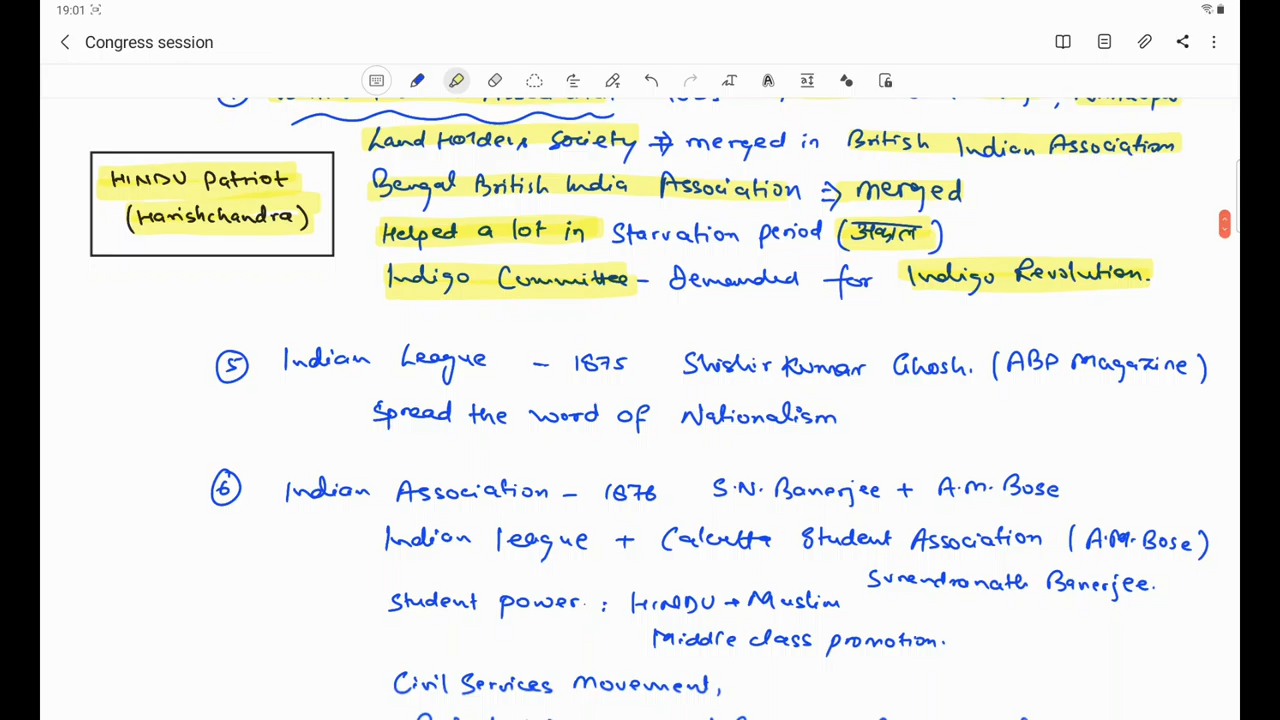 19:01
Congress session
Land Holders Society ⇒ merged in British Indian Association
HINDU Patriot
(Harishchandra)
Bengal British India Association ⇒ merged
Helped a lot in Starvation period (अकाल)
Indigo Committee - Demanded for Indigo Revolution.
5 Indian League - 1875 Shishir Kumar Ghosh. (ABP Magazine)
Spread the word of Nationalism
6 Indian Association - 1876 S.N. Banerjee + A.M. Bose
Indian league + Calcutta Student Association (A.M. Bose)
Surendronath Banerjee.
Student power : HINDU + Muslim
Middle class promotion.
Civil Services movement,